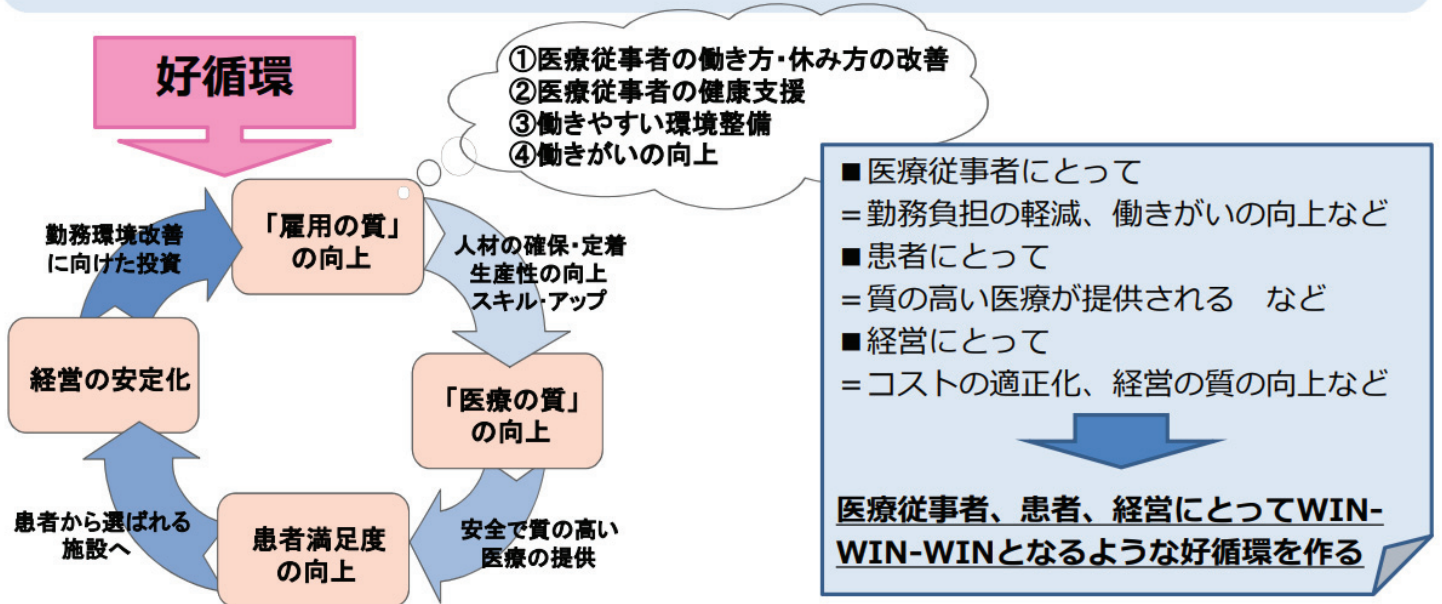 好循環
①医療従事者の働き方・休み方の改善
②医療従事者の健康支援
③働きやすい環境整備
④働きがいの向上
「雇用の質」
の向上
人材の確保・定着
生産性の向上
スキル・アップ
「医療の質」
の向上
安全で質の高い
医療の提供
患者満足度
の向上
患者から選ばれる
施設へ
経営の安定化
勤務環境改善
に向けた投資
■医療従事者にとって
=勤務負担の軽減、働きがいの向上など
■患者にとって
=質の高い医療が提供される　など
■経営にとって
=コストの適正化、経営の質の向上など
医療従事者、患者、経営にとってWIN-
WIN-WINとなるような好循環を作る